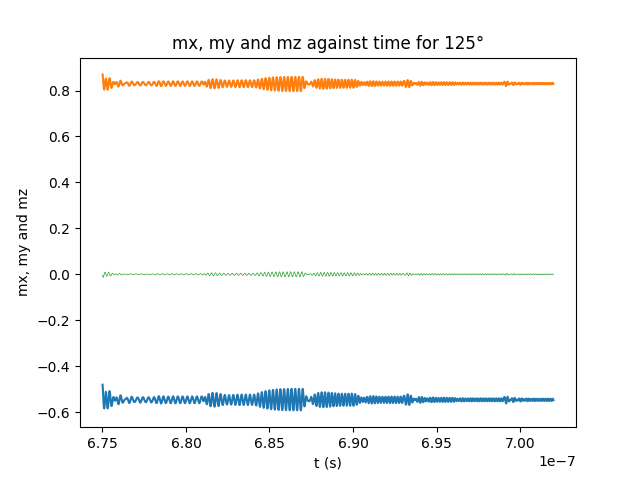 mx, my and mz against time for 125°
mx, my and mz
0.8
0.6
0.4
0.2
0.0
−0.2
−0.4
−0.6
6.75 6.80 6.85 6.90 6.95 7.00
1e−7
t (s)